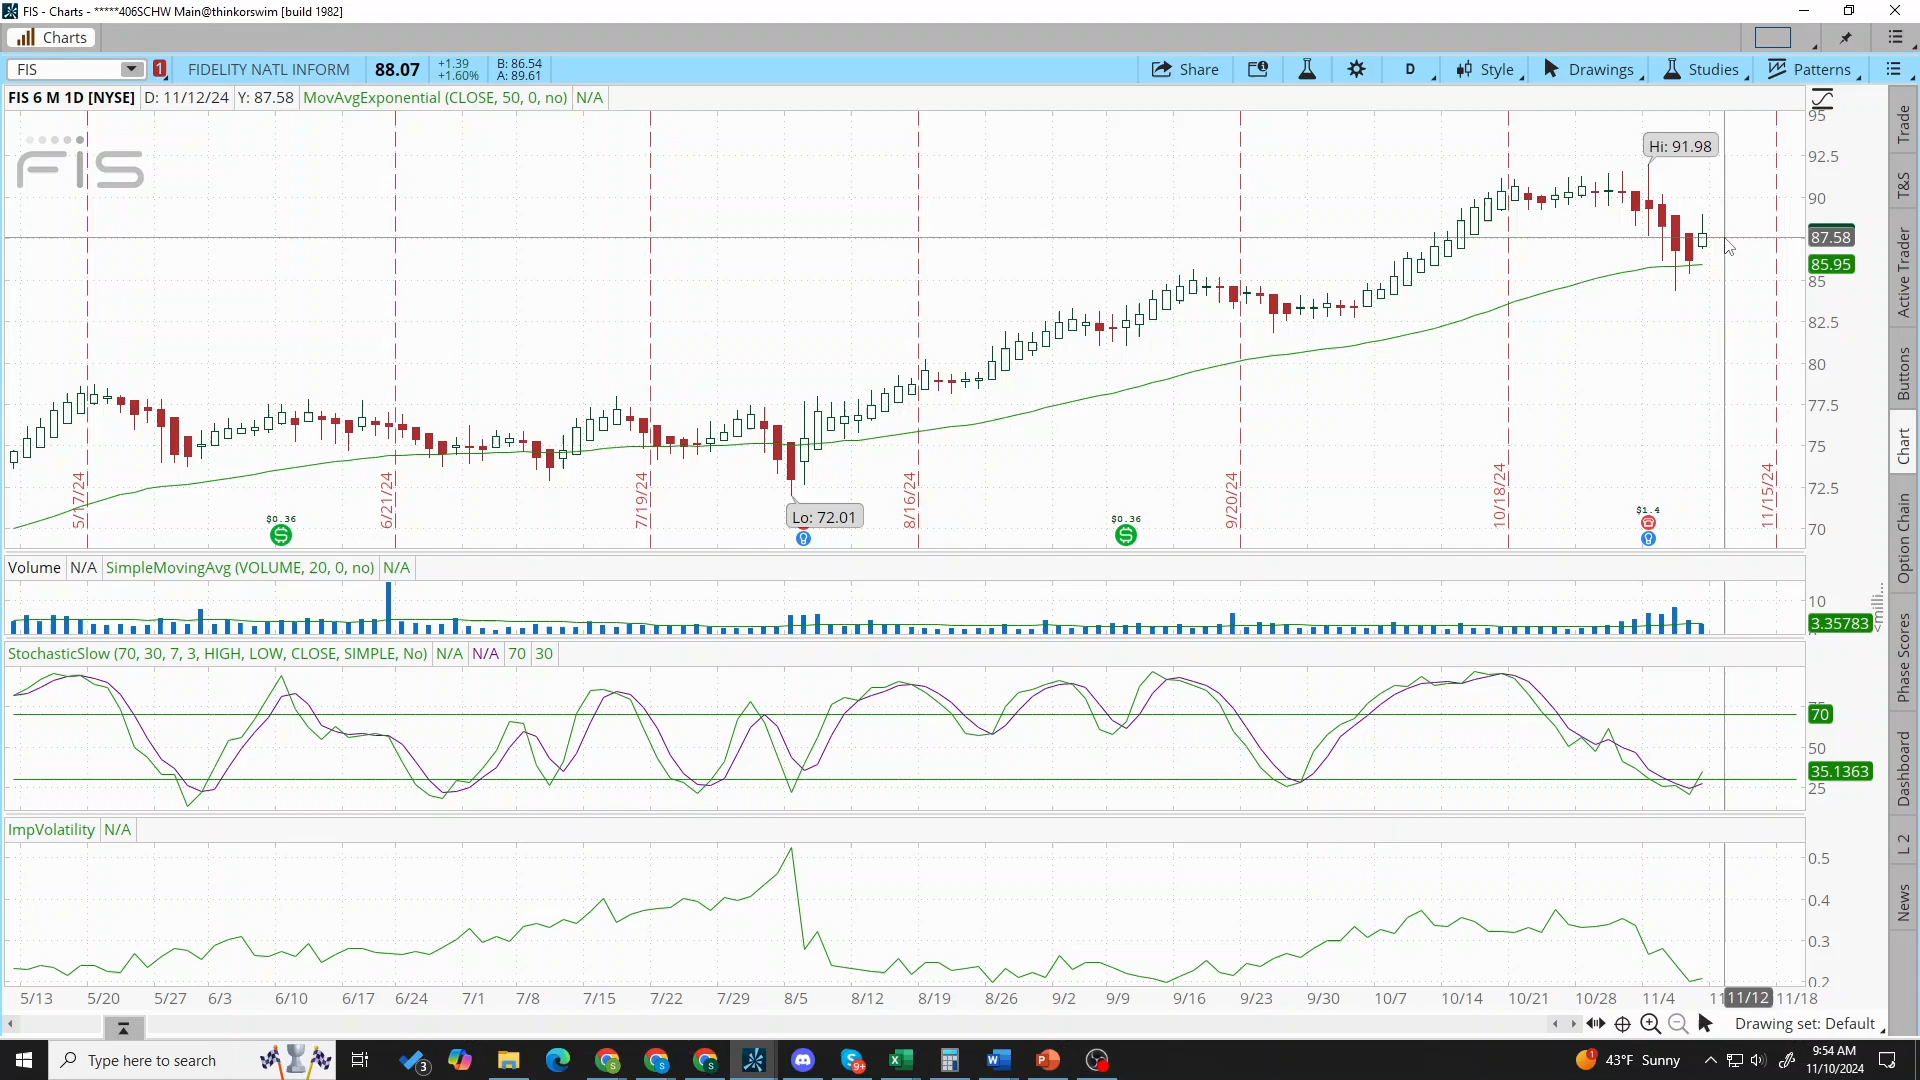 FIS - Charts - *****406SCHW Main@thinkorswim [build 1982]
Charts
FIS
1
FIDELITY NATL INFORM
88.07
+1.39
+1.60%
B: 86.54
A: 89.61
Share
D
Style
Drawings
Studies
Patterns
FIS 6 M 1D [NYSE]
D: 11/12/24
Y: 87.58
MovAvgExponential (CLOSE, 50, 0, no)
N/A
FIS
Hi: 91.98
Lo: 72.01
95
92.5
90
87.58
85.95
85
82.5
80
77.5
75
72.5
70
5/17/24
6/21/24
7/19/24
8/16/24
9/20/24
10/18/24
11/15/24
$0.36
$0.36
$1.4
Volume
N/A
SimpleMovingAvg (VOLUME, 20, 0, no)
N/A
10
3.35783
<milli...
StochasticSlow (70, 30, 7, 3, HIGH, LOW, CLOSE, SIMPLE, No)
N/A
N/A
70
30
70
50
35.1363
25
ImpVolatility
N/A
0.5
0.4
0.3
0.2
5/13
5/20
5/27
6/3
6/10
6/17
6/24
7/1
7/8
7/15
7/22
7/29
8/5
8/12
8/19
8/26
9/2
9/9
9/16
9/23
9/30
10/7
10/14
10/21
10/28
11/4
11/12
11/18
Drawing set: Default
Trade
T&S
Active Trader
Buttons
Chart
Option Chain
Phase Scores
Dashboard
L 2
News
Type here to search
3
9+
1
43°F Sunny
9:54 AM
11/10/2024